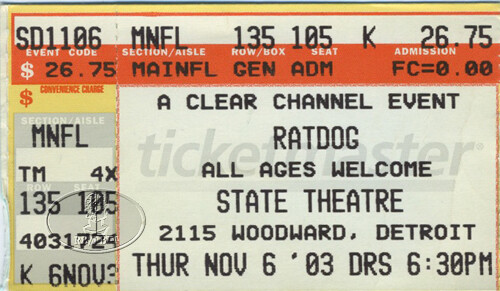 SD1106 MNFL 135 105 K 26.75
EVENT CODE SECTION/AISLE ROW/BOX SEAT ADMISSION
$ 26.75 MAINFL GEN ADM FC=0.00
$ CONVENIENCE CHARGE
A CLEAR CHANNEL EVENT
SECTION/AISLE
MNFL
RATDOG
ticketmaster
TM 4X
ALL AGES WELCOME
ROW SEAT
135 105
STATE THEATRE
2115 WOODWARD, DETROIT
K 6NOV3
THUR NOV 6 '03 DRS 6:30PM